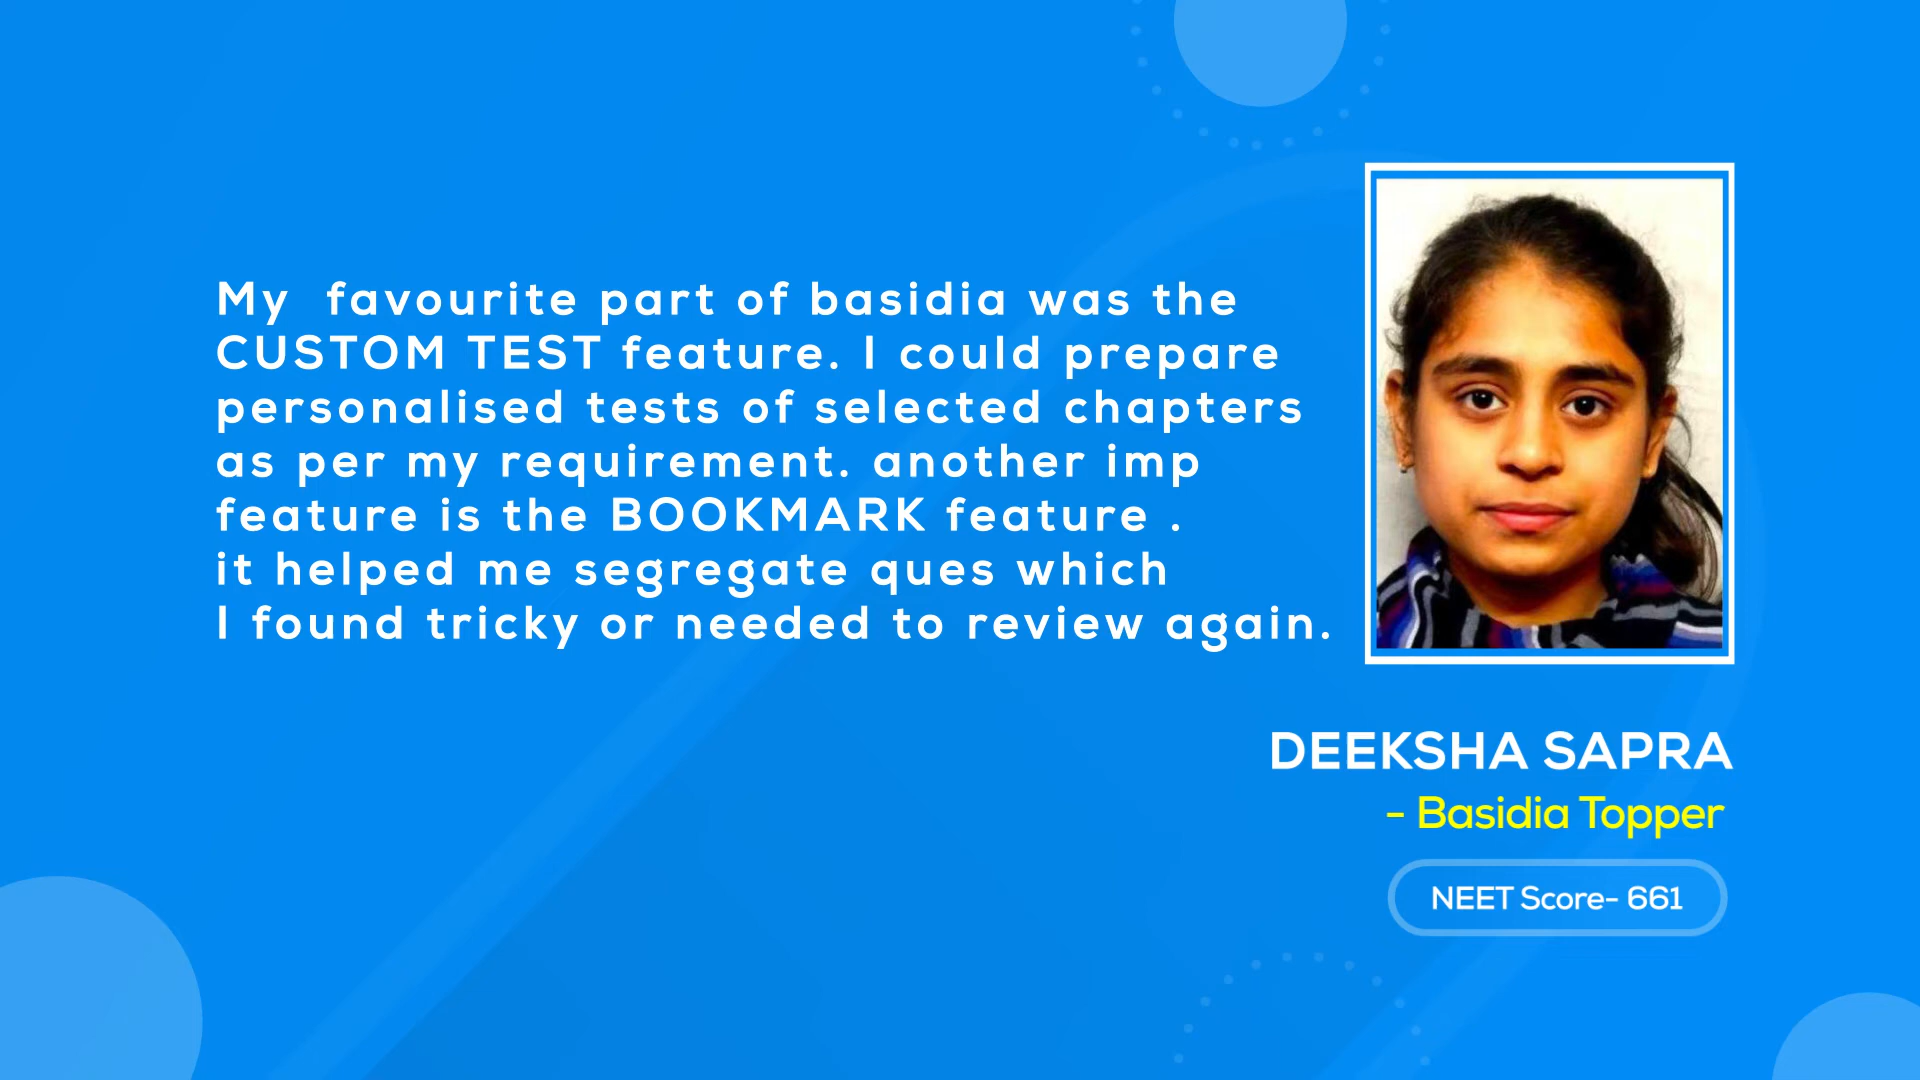 My  favourite part of basidia was the
CUSTOM TEST feature. I could prepare
personalised tests of selected chapters
as per my requirement. another imp
feature is the BOOKMARK feature .
it helped me segregate ques which
I found tricky or needed to review again.
DEEKSHA SAPRA
- Basidia Topper
NEET Score- 661